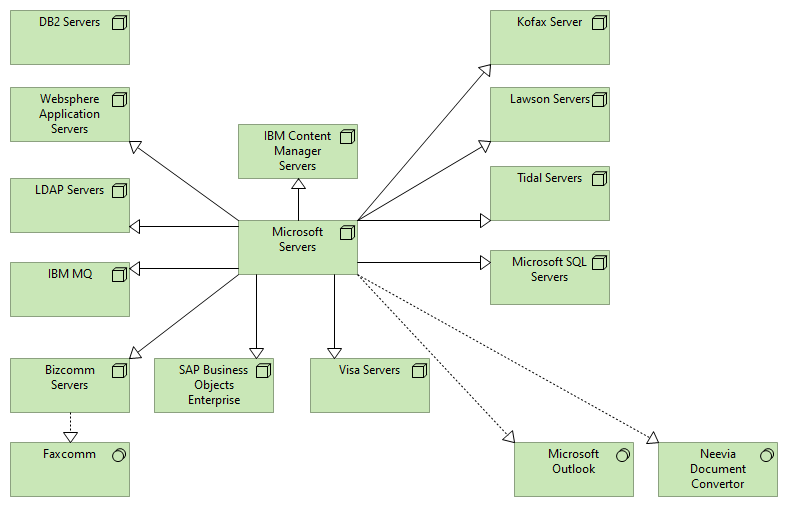 DB2 Servers
Kofax Server
Websphere
Application
Servers
Lawson Servers
IBM Content
Manager
Servers
LDAP Servers
Tidal Servers
Microsoft
Servers
IBM MQ
Microsoft SQL
Servers
Bizcomm
Servers
SAP Business
Objects
Enterprise
Visa Servers
Faxcomm
Microsoft
Outlook
Neevia
Document
Convertor